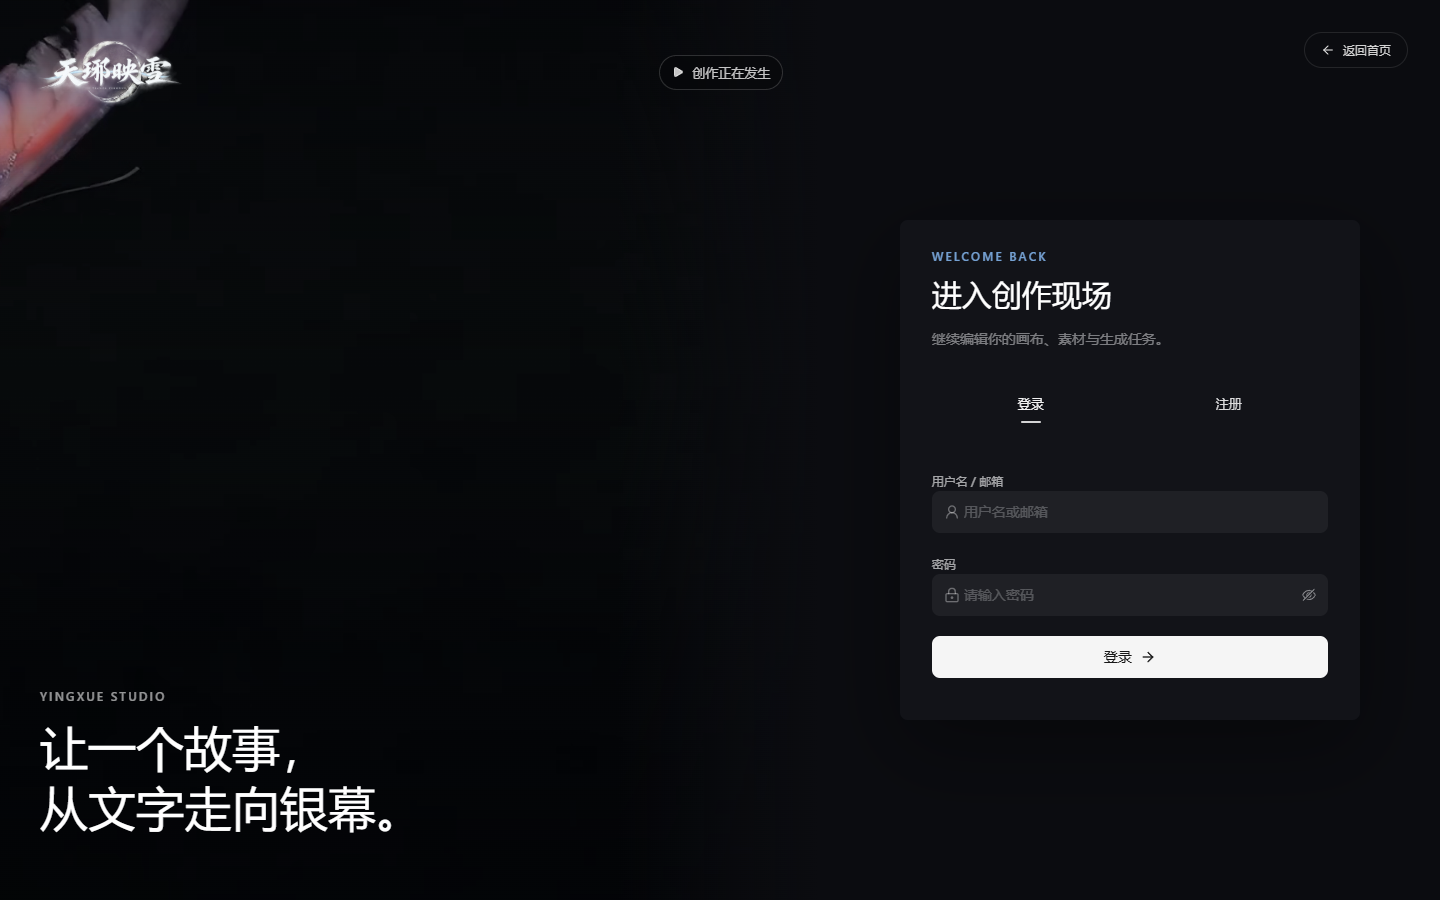 天琊映雪
创作正在发生
返回首页
WELCOME BACK
进入创作现场
继续编辑你的画布、素材与生成任务。
登录
注册
用户名 / 邮箱
用户名或邮箱
密码
请输入密码
登录
YINGXUE STUDIO
让一个故事，
从文字走向银幕。